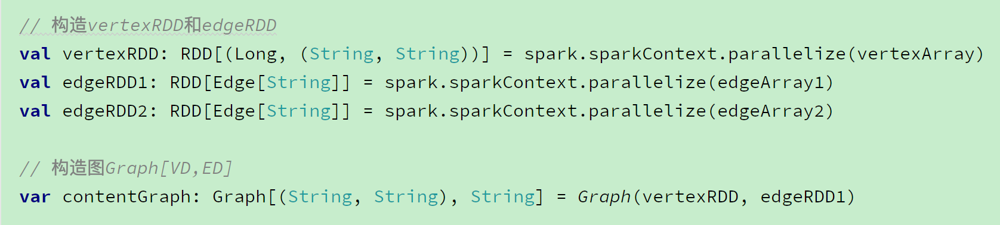 // 构造vertexRDD和edgeRDD
val vertexRDD: RDD[(Long, (String, String))] = spark.sparkContext.parallelize(vertexArray)
val edgeRDD1: RDD[Edge[String]] = spark.sparkContext.parallelize(edgeArray1)
val edgeRDD2: RDD[Edge[String]] = spark.sparkContext.parallelize(edgeArray2)
// 构造图Graph[VD,ED]
var contentGraph: Graph[(String, String), String] = Graph(vertexRDD, edgeRDD1)